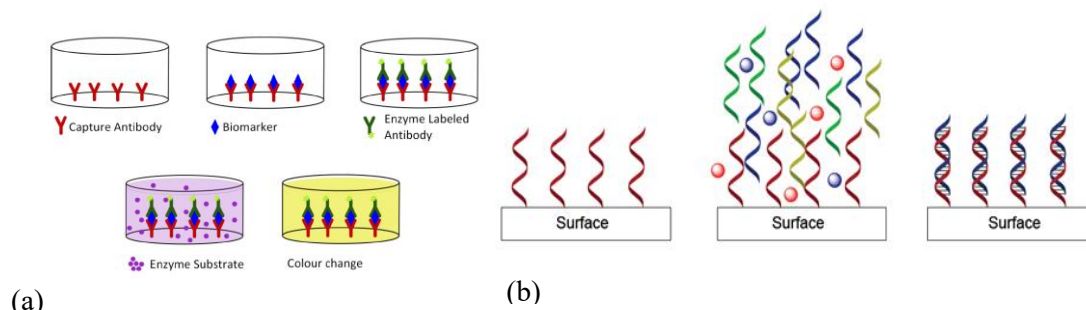 Capture Antibody
Biomarker
Enzyme Labeled
Antibody
Enzyme Substrate
Colour change
(a)
Surface
Surface
Surface
(b)